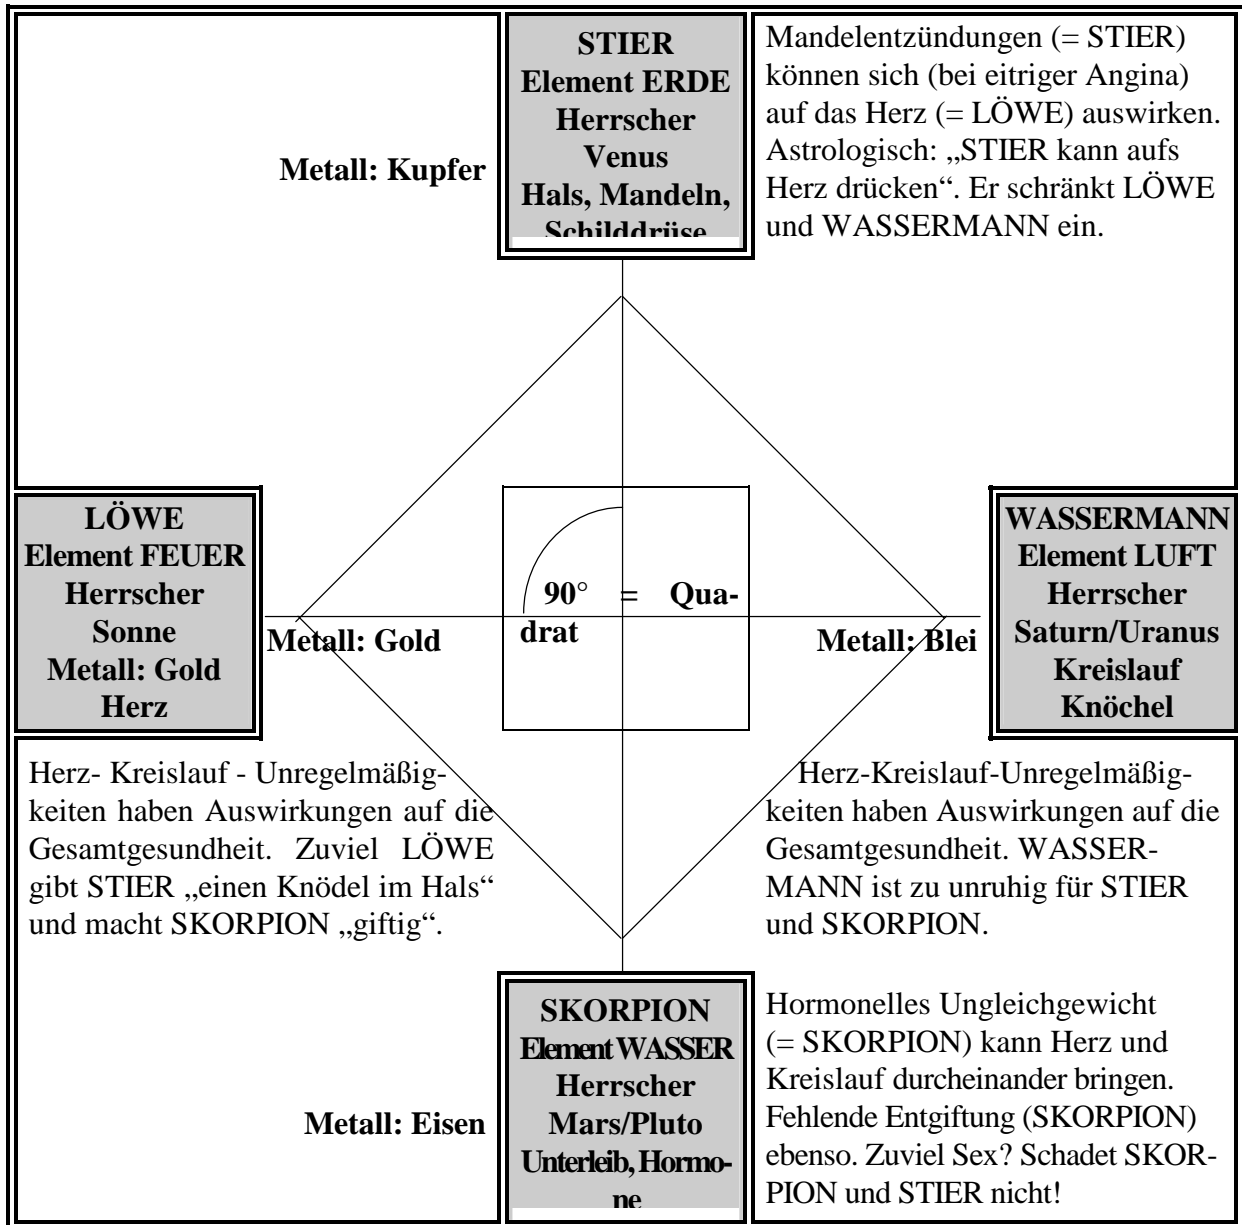 STIER
Element ERDE
Herrscher
Venus
Hals, Mandeln,
Schilddrüse
Metall: Kupfer
Mandelentzündungen (= STIER)
können sich (bei eitriger Angina)
auf das Herz (= LÖWE) auswirken.
Astrologisch: „STIER kann aufs
Herz drücken“. Er schränkt LÖWE
und WASSERMANN ein.
LÖWE
Element FEUER
Herrscher
Sonne
Metall: Gold
Herz
Metall: Gold
90° = Qua-
drat
Metall: Blei
WASSERMANN
Element LUFT
Herrscher
Saturn/Uranus
Kreislauf
Knöchel
Herz- Kreislauf - Unregelmäßig-
keiten haben Auswirkungen auf die
Gesamtgesundheit. Zuviel LÖWE
gibt STIER „einen Knödel im Hals“
und macht SKORPION „giftig“.
Herz-Kreislauf-Unregelmäßig-
keiten haben Auswirkungen auf die
Gesamtgesundheit. WASSER-
MANN ist zu unruhig für STIER
und SKORPION.
Metall: Eisen
SKORPION
Element WASSER
Herrscher
Mars/Pluto
Unterleib, Hormo-
ne
Hormonelles Ungleichgewicht
(= SKORPION) kann Herz und
Kreislauf durcheinander bringen.
Fehlende Entgiftung (SKORPION)
ebenso. Zuviel Sex? Schadet SKOR-
PION und STIER nicht!